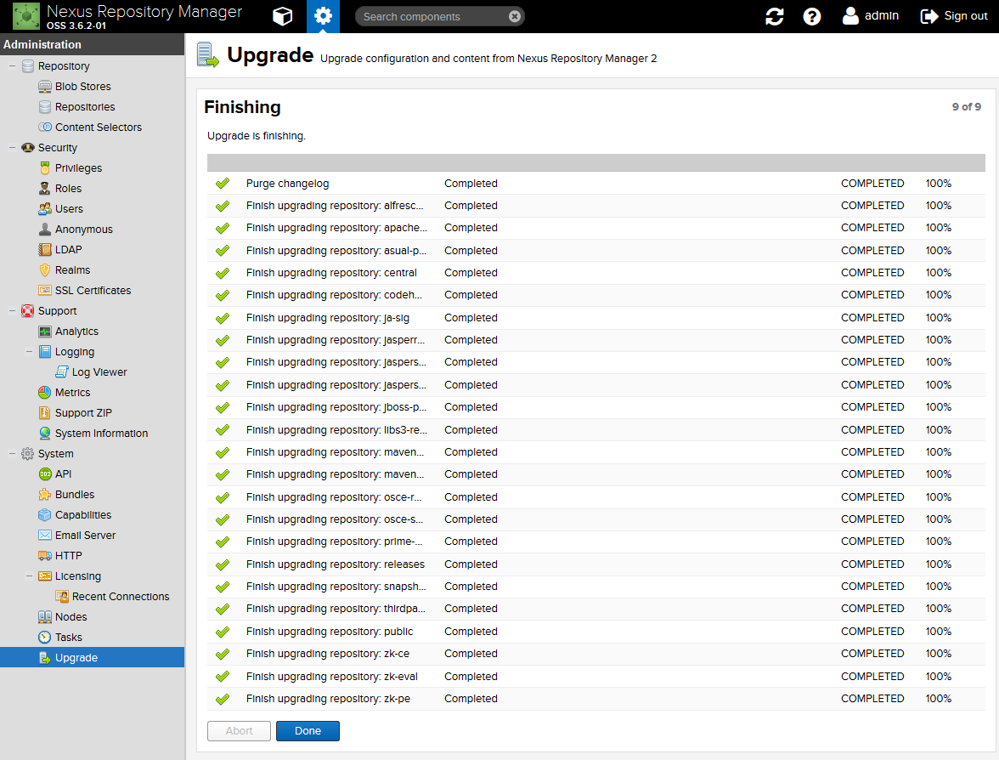 Nexus Repository Manager
OSS 3.6.2-01
Search components
admin
Sign out
Administration
Repository
Blob Stores
Repositories
Content Selectors
Security
Privileges
Roles
Users
Anonymous
LDAP
Realms
SSL Certificates
Support
Analytics
Logging
Log Viewer
Metrics
Support ZIP
System Information
System
API
Bundles
Capabilities
Email Server
HTTP
Licensing
Recent Connections
Nodes
Tasks
Upgrade
Upgrade Upgrade configuration and content from Nexus Repository Manager 2
Finishing 9 of 9
Upgrade is finishing.
Purge changelog Completed COMPLETED 100%
Finish upgrading repository: alfresc... Completed COMPLETED 100%
Finish upgrading repository: apache... Completed COMPLETED 100%
Finish upgrading repository: asual-p... Completed COMPLETED 100%
Finish upgrading repository: central Completed COMPLETED 100%
Finish upgrading repository: codeh... Completed COMPLETED 100%
Finish upgrading repository: ja-sig Completed COMPLETED 100%
Finish upgrading repository: jasperr... Completed COMPLETED 100%
Finish upgrading repository: jaspers... Completed COMPLETED 100%
Finish upgrading repository: jaspers... Completed COMPLETED 100%
Finish upgrading repository: jboss-p... Completed COMPLETED 100%
Finish upgrading repository: libs3-re... Completed COMPLETED 100%
Finish upgrading repository: maven... Completed COMPLETED 100%
Finish upgrading repository: maven... Completed COMPLETED 100%
Finish upgrading repository: osce-r... Completed COMPLETED 100%
Finish upgrading repository: osce-s... Completed COMPLETED 100%
Finish upgrading repository: prime-... Completed COMPLETED 100%
Finish upgrading repository: releases Completed COMPLETED 100%
Finish upgrading repository: snapsh... Completed COMPLETED 100%
Finish upgrading repository: thirdpa... Completed COMPLETED 100%
Finish upgrading repository: public Completed COMPLETED 100%
Finish upgrading repository: zk-ce Completed COMPLETED 100%
Finish upgrading repository: zk-eval Completed COMPLETED 100%
Finish upgrading repository: zk-pe Completed COMPLETED 100%
Abort Done